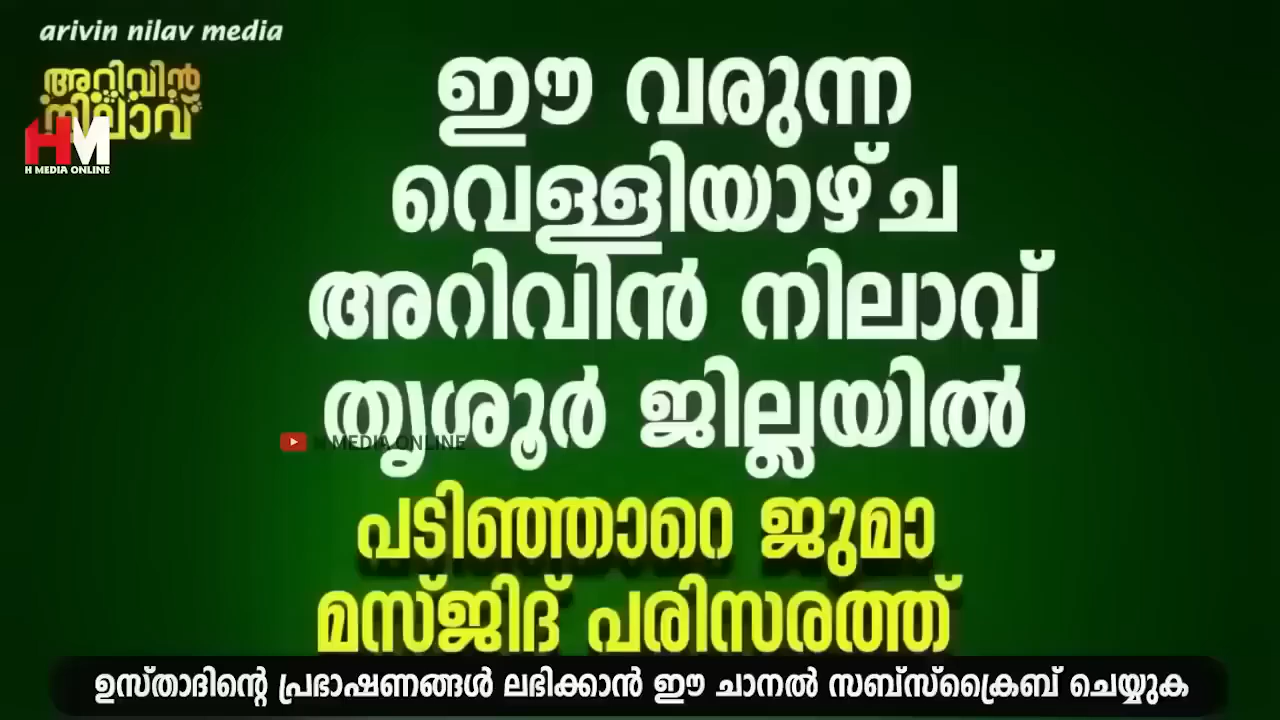 arivin nilav media
അറിവിൻ
നിലാവ്
HM
H MEDIA ONLINE
ഈ വരുന്ന
വെള്ളിയാഴ്ച
അറിവിൻ നിലാവ്
തൃശൂർ ജില്ലയിൽ
H MEDIA ONLINE
പടിഞ്ഞാറെ ജുമാ
മസ്ജിദ് പരിസരത്ത്
ഉസ്താദിന്റെ പ്രഭാഷണങ്ങൾ ലഭിക്കാൻ ഈ ചാനൽ സബ്സ്ക്രൈബ് ചെയ്യുക